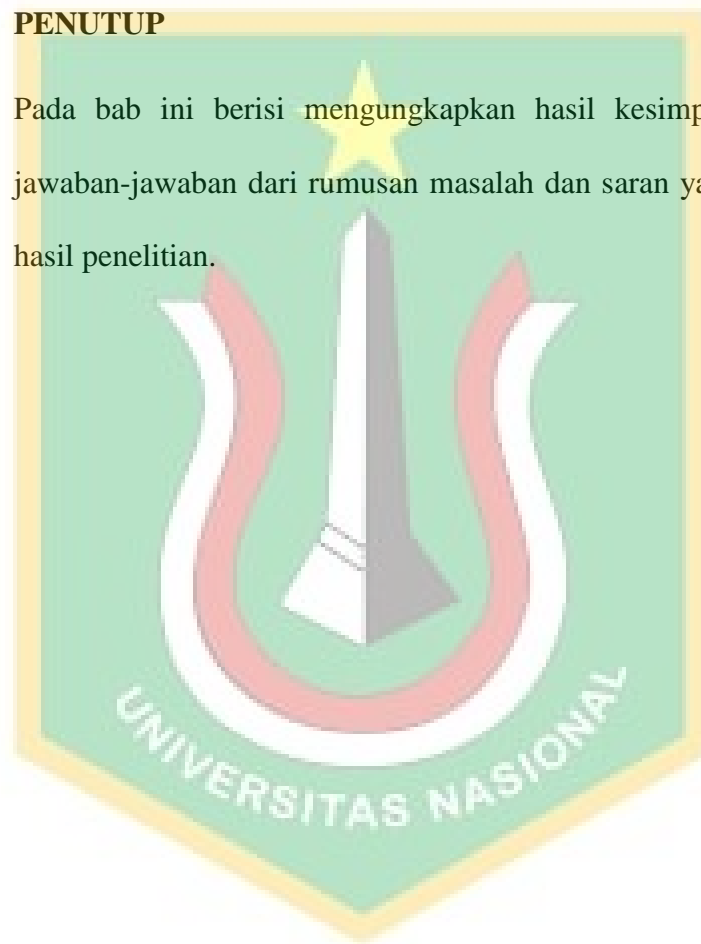 PENUTUP
Pada bab ini berisi mengungkapkan hasil
jawaban-jawaban dari rumusan masalah dan saran
hasil penelitian.
UNIVERSITAS NASIONAL